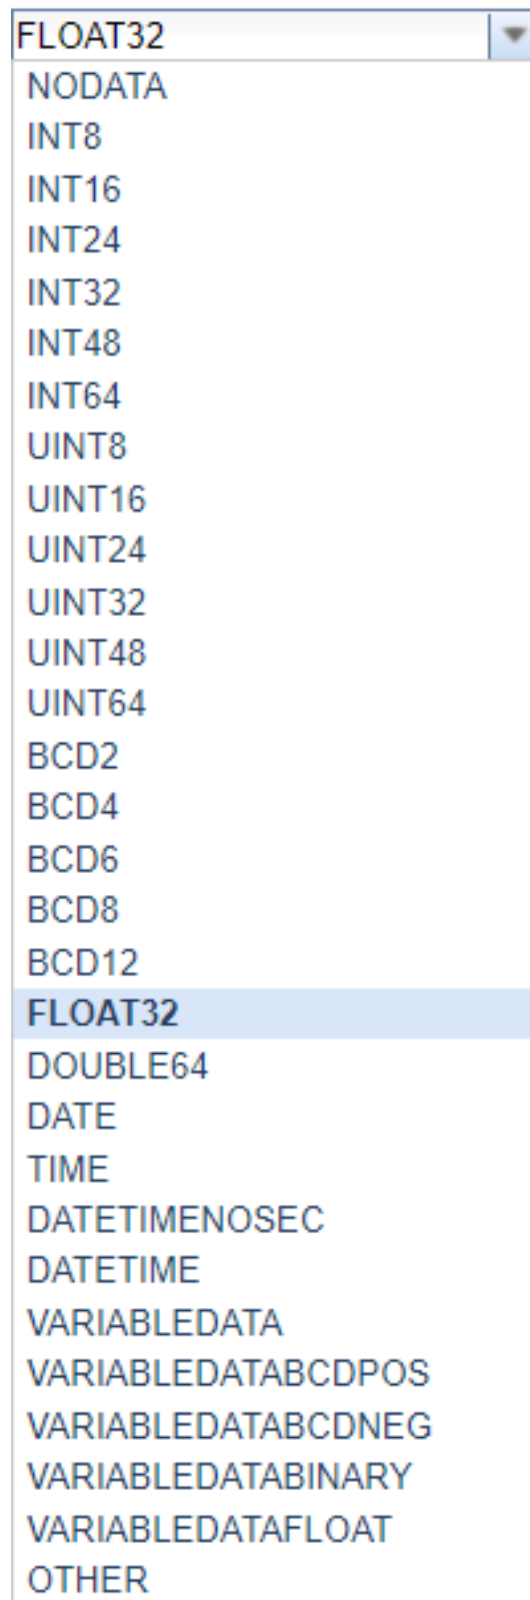 FLOAT32
NODATA
INT8
INT16
INT24
INT32
INT48
INT64
UINT8
UINT16
UINT24
UINT32
UINT48
UINT64
BCD2
BCD4
BCD6
BCD8
BCD12
FLOAT32
DOUBLE64
DATE
TIME
DATETIMENOSEC
DATETIME
VARIABLEDATA
VARIABLEDATABCDPOS
VARIABLEDATABCDNEG
VARIABLEDATABINARY
VARIABLEDATAFLOAT
OTHER